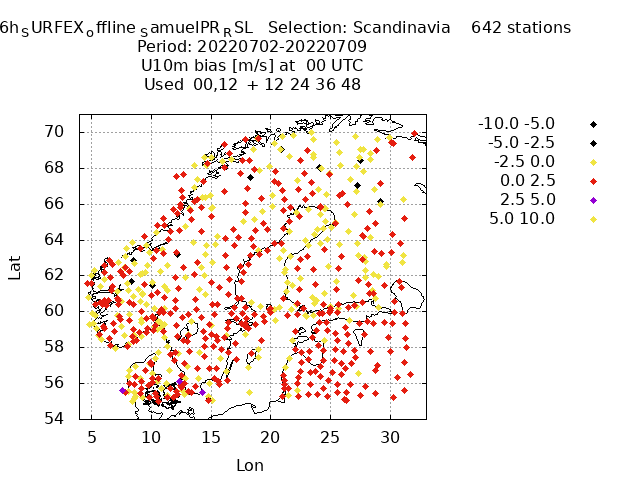 6h_SURFEX_offline_SamuelPR_RSL Selection: Scandinavia 642 stations
Period: 20220702-20220709
U10m bias [m/s] at 00 UTC
Used 00,12 + 12 24 36 48
-10.0 -5.0
-5.0 -2.5
-2.5 0.0
0.0 2.5
2.5 5.0
5.0 10.0
70
68
66
64
62
60
58
56
54
Lat
5 10 15 20 25 30
Lon